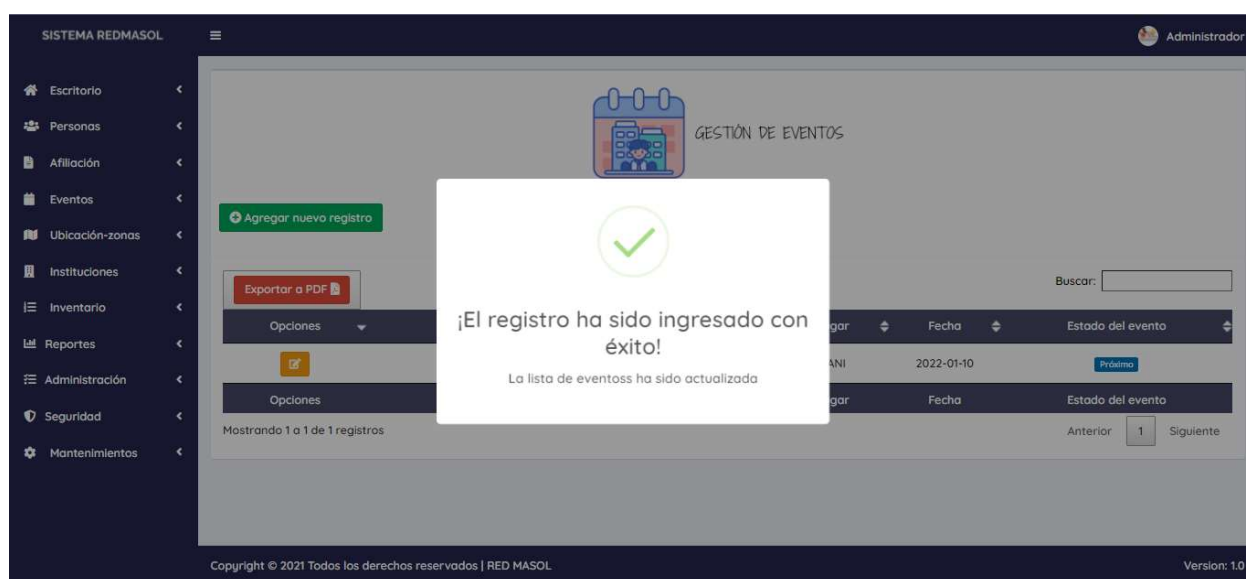 SISTEMA REDMASOL
Administrador
Escritorio
Personas
Afiliación
Eventos
Ubicación-zonas
Instituciones
Inventario
Reportes
Administración
Seguridad
Mantenimientos
GESTIÓN DE EVENTOS
Agregar nuevo registro
Exportar a PDF
Buscar:
Opciones gar Fecha Estado del evento
ANI 2022-01-10 Próximo
Opciones gar Fecha Estado del evento
Mostrando 1 a 1 de 1 registros
Anterior 1 Siguiente
¡El registro ha sido ingresado con
éxito!
La lista de eventoss ha sido actualizada
Copyright © 2021 Todos los derechos reservados | RED MASOL
Version: 1.0